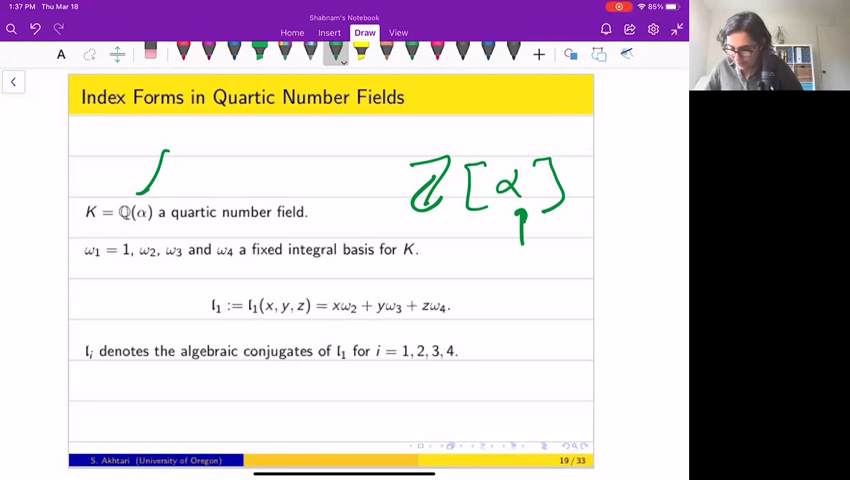 1:37 PM Thu Mar 18
85%
Shabnam's Notebook
Home Insert Draw View
A
Index Forms in Quartic Number Fields
ℤ[α]
K = ℚ(α) a quartic number field.
ω₁ = 1, ω₂, ω₃ and ω₄ a fixed integral basis for K.
𝔩₁ := 𝔩₁(x, y, z) = xω₂ + yω₃ + zω₄.
𝔩ᵢ denotes the algebraic conjugates of 𝔩₁ for i = 1, 2, 3, 4.
S. Akhtari (University of Oregon)
19 / 33